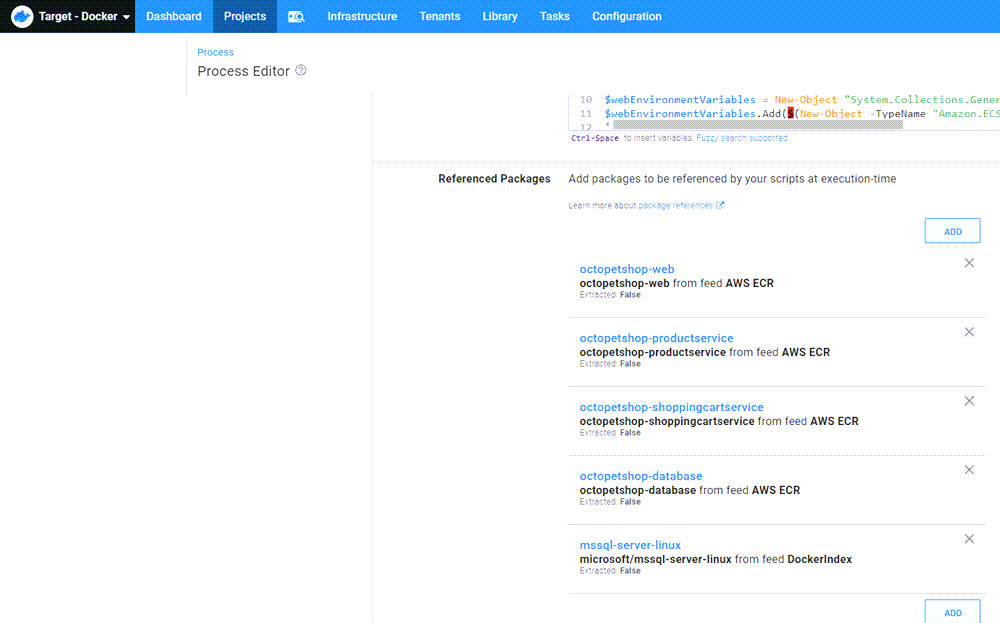 Target - Docker Dashboard Projects Infrastructure Tenants Library Tasks Configuration
Process
Process Editor
10 $webEnvironmentVariables = New-Object "System.Collections.Gener
11 $webEnvironmentVariables.Add($(New-Object -TypeName "Amazon.ECS
12
Ctrl-Space to insert variables. Fuzzy search supported.
Referenced Packages Add packages to be referenced by your scripts at execution-time
Learn more about package references
ADD
octopetshop-web
octopetshop-web from feed AWS ECR
Extracted: False
octopetshop-productservice
octopetshop-productservice from feed AWS ECR
Extracted: False
octopetshop-shoppingcartservice
octopetshop-shoppingcartservice from feed AWS ECR
Extracted: False
octopetshop-database
octopetshop-database from feed AWS ECR
Extracted: False
mssql-server-linux
microsoft/mssql-server-linux from feed DockerIndex
Extracted: False
ADD